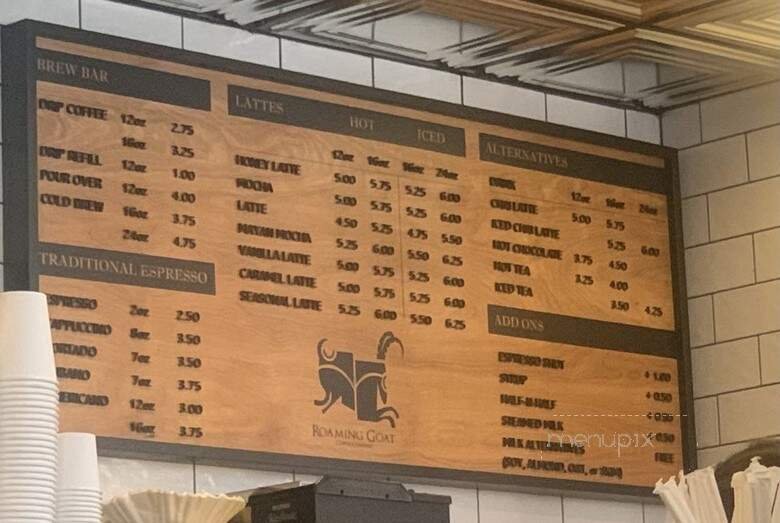 BREW BAR
DRIP COFFEE 12oz 2.75
16oz 3.25
DRIP REFILL 12oz 1.00
POUR OVER 12oz 4.00
COLD BREW 16oz 3.75
24oz 4.75
TRADITIONAL ESPRESSO
ESPRESSO 2oz 2.50
CAPPUCCINO 8oz 3.50
CORTADO 7oz 3.50
7oz 3.75
AMERICANO 12oz 3.00
16oz 3.75
LATTES HOT ICED
12oz 16oz 16oz 24oz
HONEY LATTE 5.00 5.75 5.25 6.00
MOCHA 5.00 5.75 5.25 6.00
LATTE 4.50 5.25 4.75 5.50
MAYAN MOCHA 5.25 6.00 5.50 6.25
VANILLA LATTE 5.00 5.75 5.25 6.00
CARAMEL LATTE 5.00 5.75 5.25 6.00
SEASONAL LATTE 5.25 6.00 5.50 6.25
ROAMING GOAT
ALTERNATIVES
DRINK 12oz 16oz 24oz
CHAI LATTE 5.00 5.75
ICED CHAI LATTE 5.25 6.00
HOT CHOCOLATE 3.75 4.50
HOT TEA 3.25 4.00
ICED TEA 3.50 4.25
ADD ONS
ESPRESSO SHOT + 1.00
SYRUP + 0.50
HALF-N-HALF
STEAMED MILK
MILK ALTERNATIVES FREE
(SOY, ALMOND, OAT, or
menupix